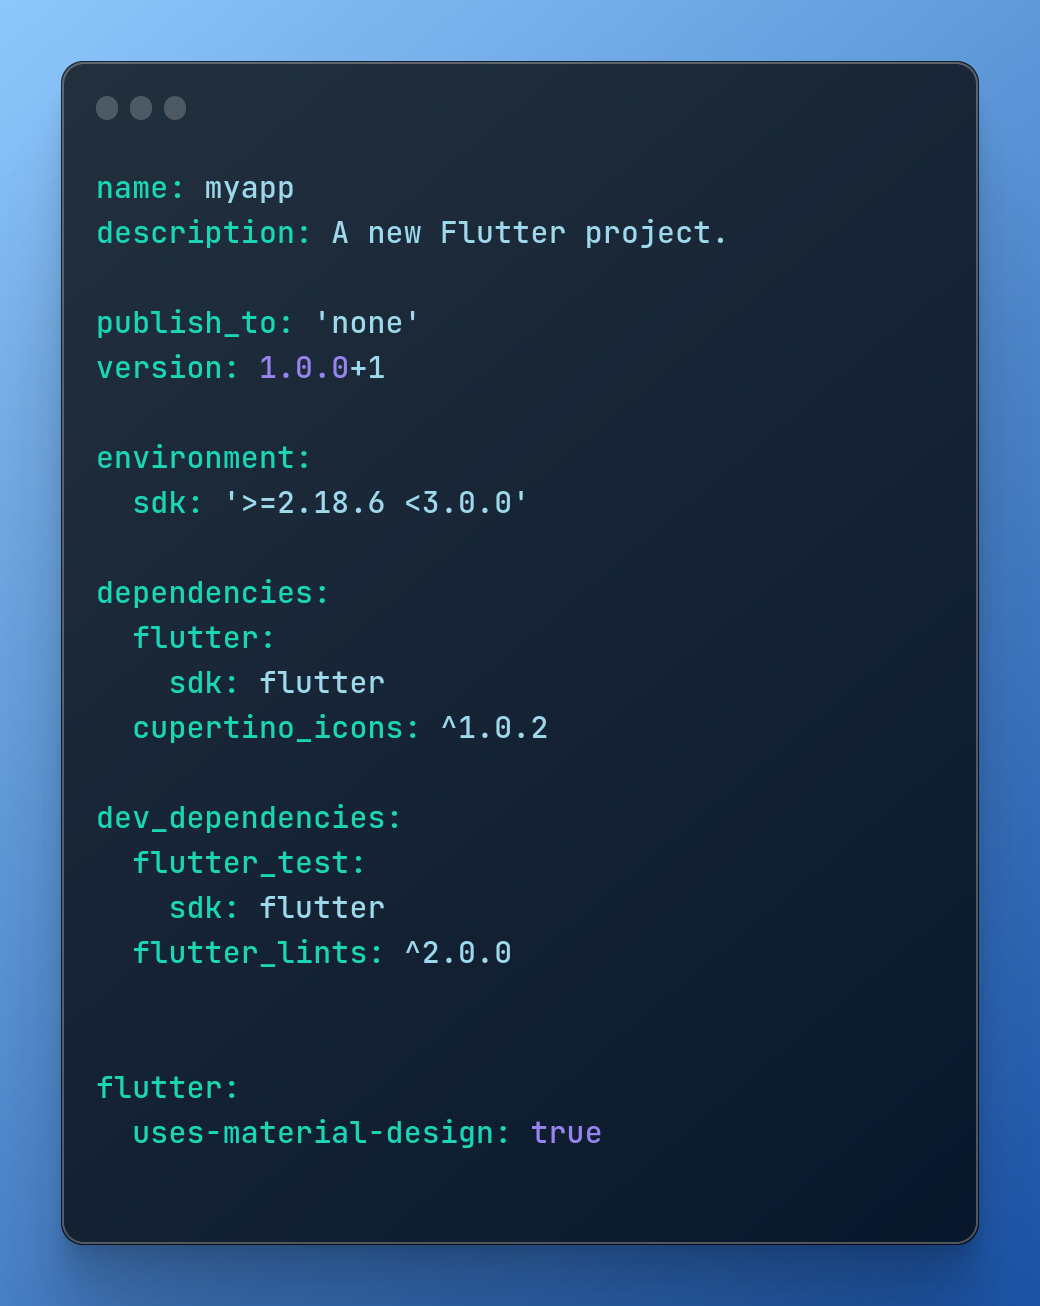 name: myapp
description: A new Flutter project.

publish_to: 'none'
version: 1.0.0+1

environment:
  sdk: '>=2.18.6 <3.0.0'

dependencies:
  flutter:
    sdk: flutter
  cupertino_icons: ^1.0.2

dev_dependencies:
  flutter_test:
    sdk: flutter
  flutter_lints: ^2.0.0


flutter:
  uses-material-design: true